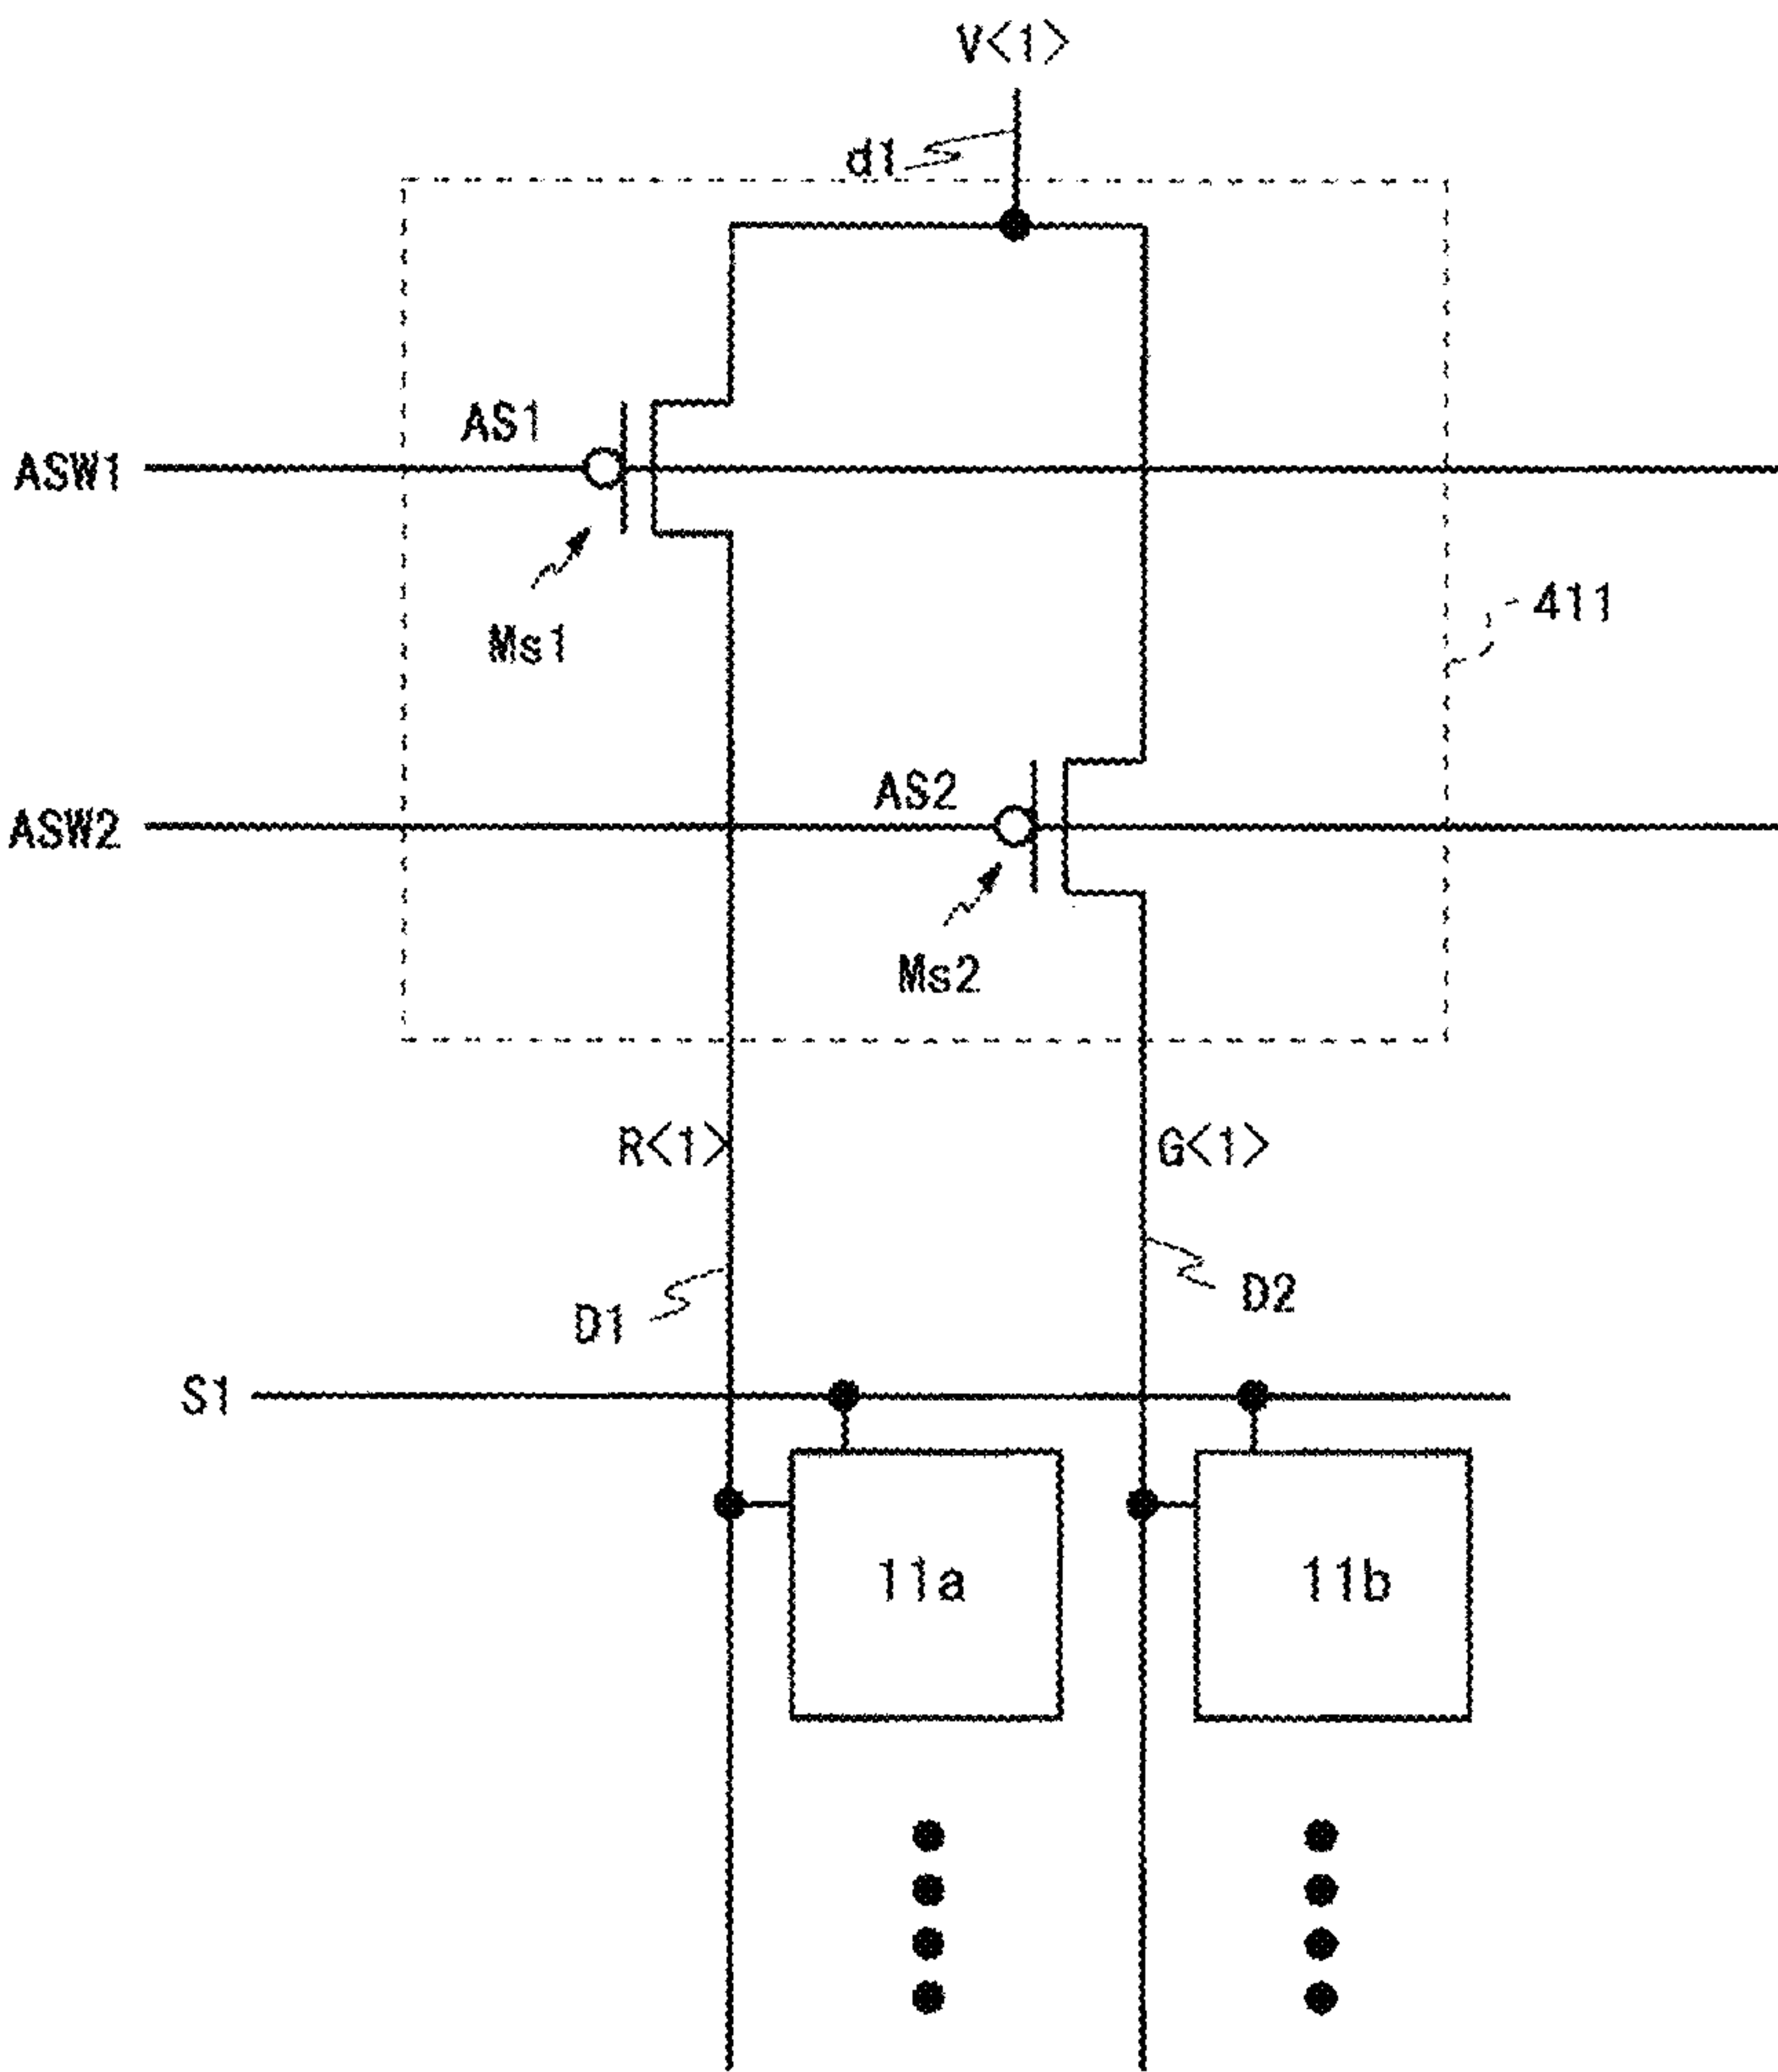 V<1>
d1
AS1
ASW1
Ms1
411
AS2
ASW2
Ms2
R<1>
G<1>
D1
D2
S1
11a
11b